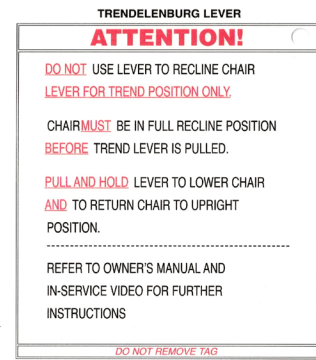 TRENDELENBURG LEVER
ATTENTION!
DO NOT USE LEVER TO RECLINE CHAIR
LEVER FOR TREND POSITION ONLY.
CHAIR MUST BE IN FULL RECLINE POSITION
BEFORE TREND LEVER IS PULLED.
PULL AND HOLD LEVER TO LOWER CHAIR
AND TO RETURN CHAIR TO UPRIGHT
POSITION.
REFER TO OWNER'S MANUAL AND
IN-SERVICE VIDEO FOR FURTHER
INSTRUCTIONS
DO NOT REMOVE TAG